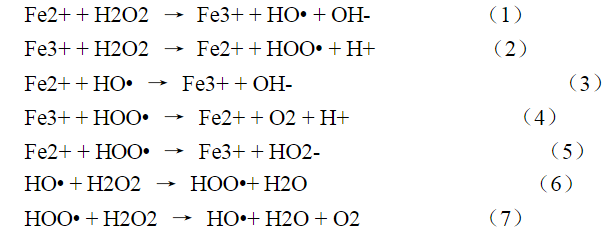 Fe2+ + H2O2 → Fe3+ + HO• + OH- （1）
Fe3+ + H2O2 → Fe2+ + HOO• + H+ （2）
Fe2+ + HO• → Fe3+ + OH- （3）
Fe3+ + HOO• → Fe2+ + O2 + H+ （4）
Fe2+ + HOO• → Fe3+ + HO2- （5）
HO• + H2O2 → HOO•+ H2O （6）
HOO• + H2O2 → HO•+ H2O + O2 （7）